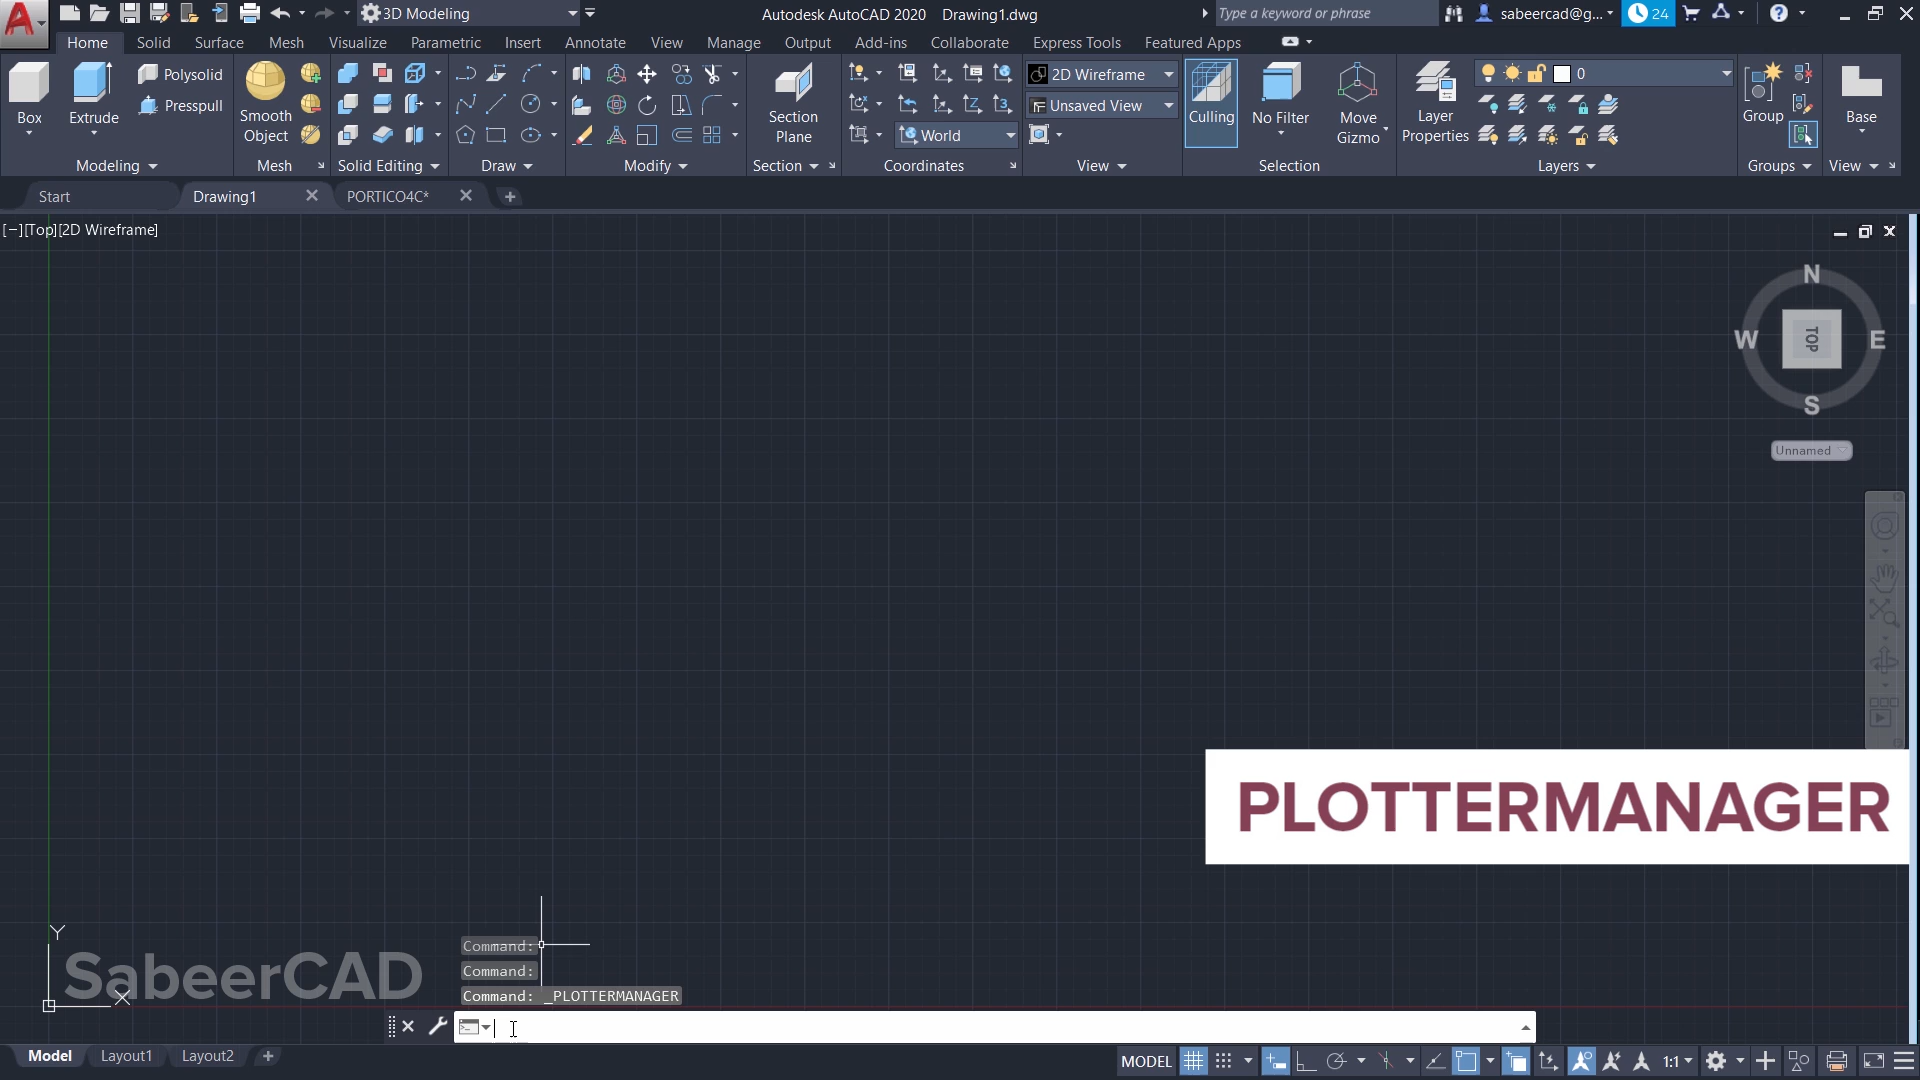 3D Modeling
Autodesk AutoCAD 2020 Drawing1.dwg
Type a keyword or phrase
sabeercad@g...
24
Home Solid Surface Mesh Visualize Parametric Insert Annotate View Manage Output Add-ins Collaborate Express Tools Featured Apps
Box
Extrude
Polysolid
Presspull
Modeling
Smooth
Object
Mesh
Solid Editing
Draw
Modify
Section
Plane
Section
World
Coordinates
2D Wireframe
Unsaved View
View
Culling
No Filter
Move
Gizmo
Selection
Layer
Properties
0
Layers
Group
Groups
Base
View
Start
Drawing1
PORTICO4C*
[−][Top][2D Wireframe]
N
W
TOP
E
S
Unnamed
PLOTTERMANAGER
Y
X
SabeerCAD
Command:
Command:
Command: _PLOTTERMANAGER
Model
Layout1
Layout2
MODEL
1:1